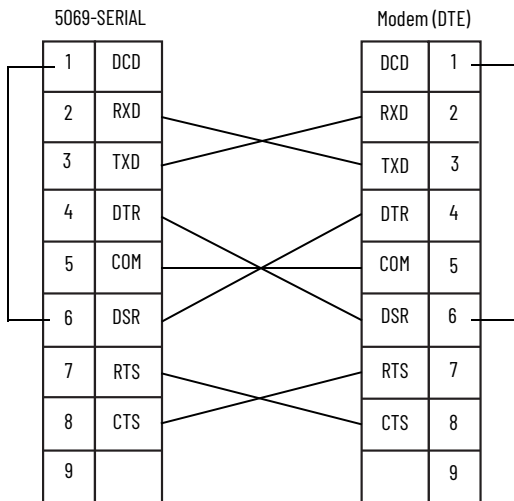 5069-SERIAL Modem (DTE)
1 DCD DCD 1
2 RXD RXD 2
3 TXD TXD 3
4 DTR DTR 4
5 COM COM 5
6 DSR DSR 6
7 RTS RTS 7
8 CTS CTS 8
9 9